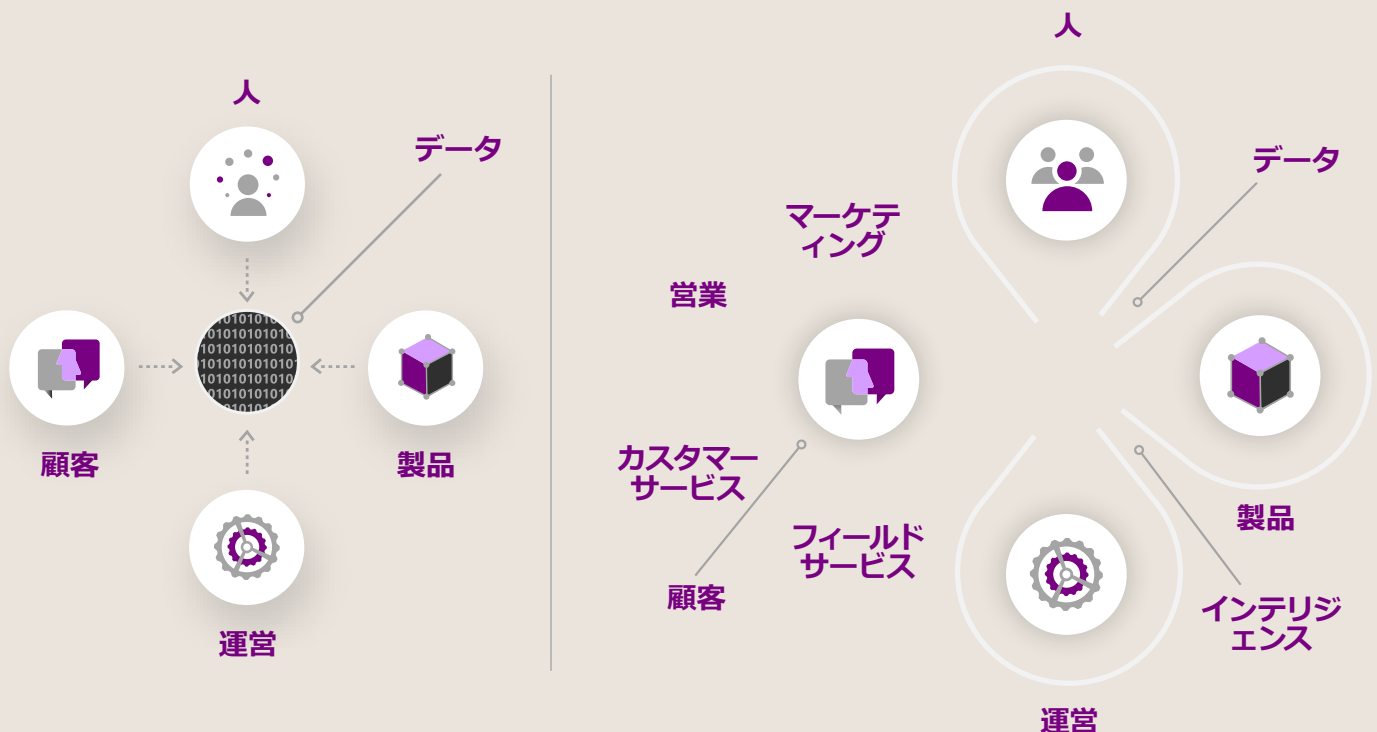 人
データ
顧客
製品
運営
人
データ
マーケテ
ィング
営業
カスタマー
サービス
フィールド
サービス
顧客
製品
インテリジ
ェンス
運営